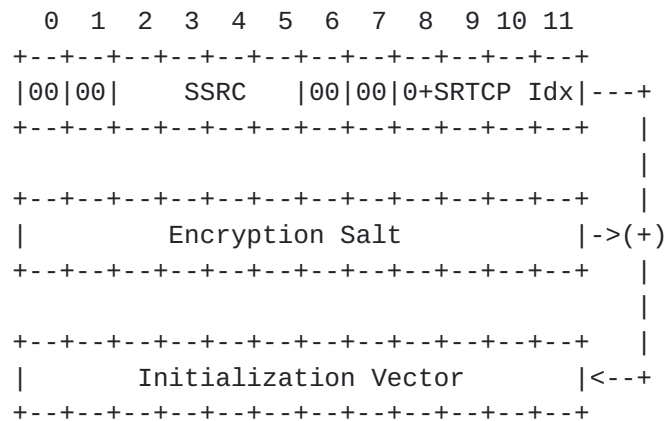 0  1  2  3  4  5  6  7  8  9 10 11
+--+--+--+--+--+--+--+--+--+--+--+--+
|00|00|    SSRC   |00|00|0+SRTCP Idx|---+
+--+--+--+--+--+--+--+--+--+--+--+--+   |
                                        |
+--+--+--+--+--+--+--+--+--+--+--+--+   |
|         Encryption Salt           |->(+)
+--+--+--+--+--+--+--+--+--+--+--+--+   |
                                        |
+--+--+--+--+--+--+--+--+--+--+--+--+   |
|       Initialization Vector       |<--+
+--+--+--+--+--+--+--+--+--+--+--+--+